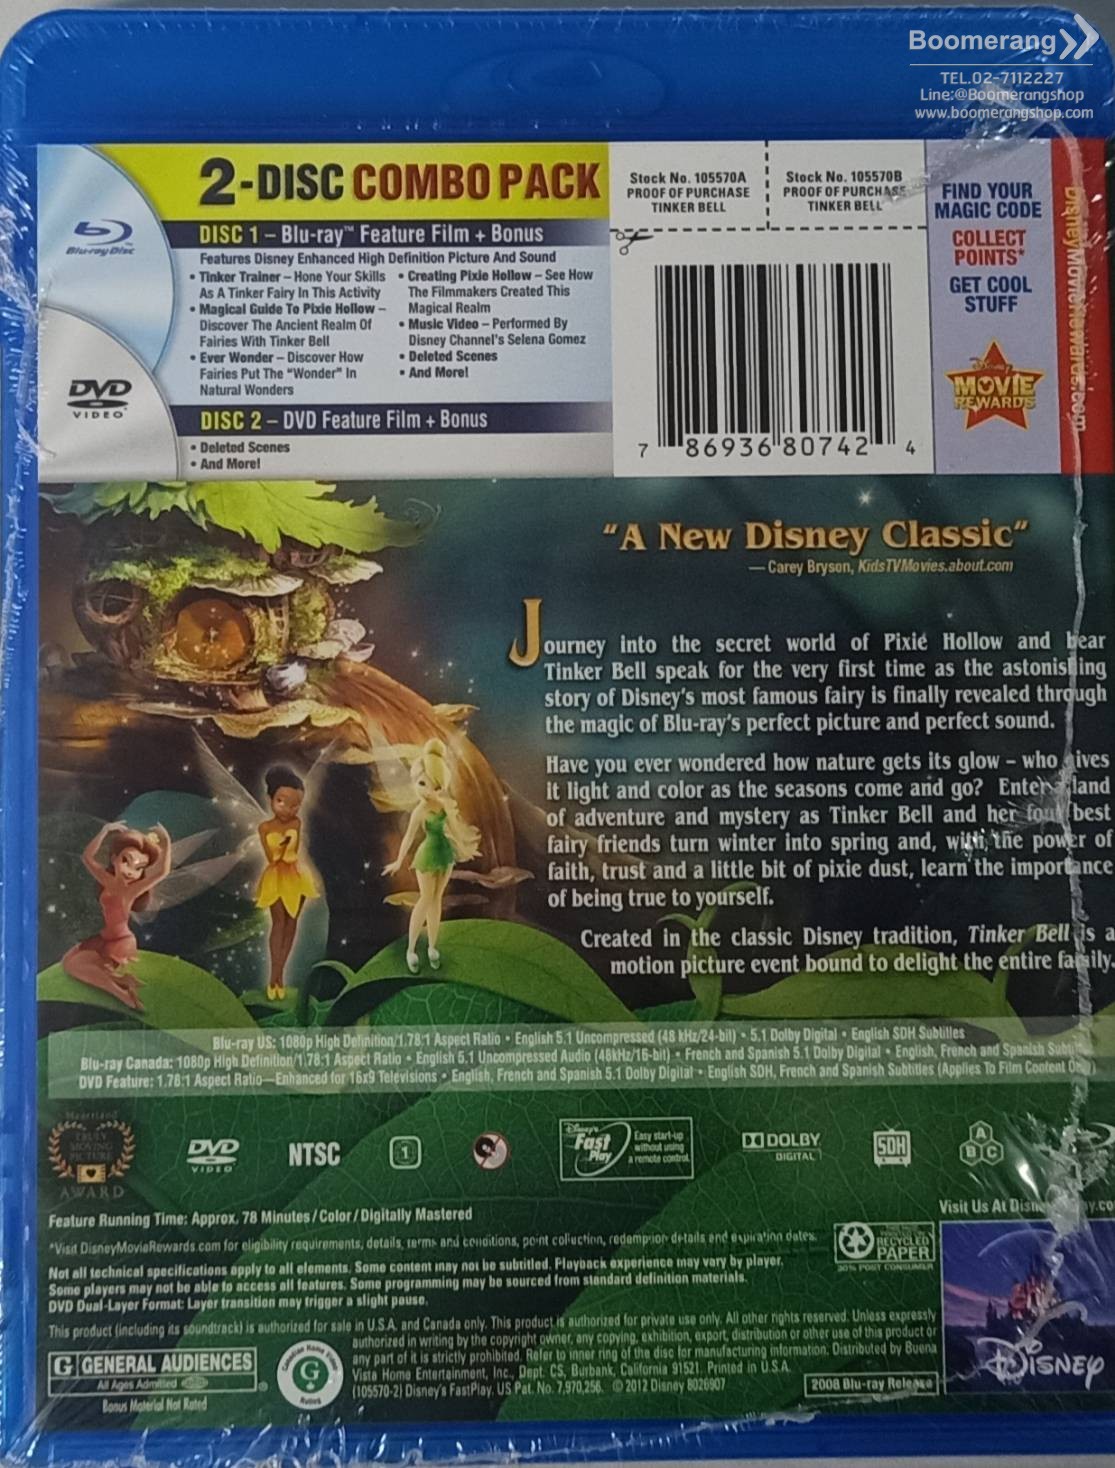 Boomerang
TEL.02-7112227
Line:@Boomerangshop
www.boomerangshop.com
2-DISC COMBO PACK
Blu-ray Disc
DISC 1 – Blu-ray™ Feature Film + Bonus
Features Disney Enhanced High Definition Picture And Sound
• Tinker Trainer – Hone Your Skills
As A Tinker Fairy In This Activity
• Magical Guide To Pixie Hollow –
Discover The Ancient Realm Of
Fairies With Tinker Bell
• Ever Wonder – Discover How
Fairies Put The "Wonder" In
Natural Wonders
• Creating Pixie Hollow – See How
The Filmmakers Created This
Magical Realm
• Music Video – Performed By
Disney Channel's Selena Gomez
• Deleted Scenes
• And More!
DVD
VIDEO
DISC 2 – DVD Feature Film + Bonus
• Deleted Scenes
• And More!
Stock No. 105570A
PROOF OF PURCHASE
TINKER BELL
Stock No. 105570B
PROOF OF PURCHASE
TINKER BELL
7 86936 80742 4
FIND YOUR
MAGIC CODE
COLLECT
POINTS*
GET COOL
STUFF
Disney
MOVIE
REWARDS
DisneyMovieRewards.com
"A New Disney Classic"
— Carey Bryson, KidsTVMovies.about.com
Journey into the secret world of Pixie Hollow and hear
Tinker Bell speak for the very first time as the astonishing
story of Disney's most famous fairy is finally revealed through
the magic of Blu-ray's perfect picture and perfect sound.
Have you ever wondered how nature gets its glow – who gives
it light and color as the seasons come and go? Enter a land
of adventure and mystery as Tinker Bell and her four best
fairy friends turn winter into spring and, with the power of
faith, trust and a little bit of pixie dust, learn the importance
of being true to yourself.
Created in the classic Disney tradition, Tinker Bell is a
motion picture event bound to delight the entire family.
Blu-ray US: 1080p High Definition/1.78:1 Aspect Ratio • English 5.1 Uncompressed (48 kHz/24-bit) • 5.1 Dolby Digital • English SDH Subtitles
Blu-ray Canada: 1080p High Definition/1.78:1 Aspect Ratio • English 5.1 Uncompressed Audio (48kHz/16-bit) • French and Spanish 5.1 Dolby Digital • English, French and Spanish
DVD Feature: 1.78:1 Aspect Ratio—Enhanced for 16x9 Televisions • English, French and Spanish 5.1 Dolby Digital • English SDH, French and Spanish Subtitles (Applies To Film Content Only)
Heartland
TRULY
MOVING
PICTURE
AWARD
DVD
VIDEO
NTSC
1
Disney's
Fast
Play
Easy start-up
without using
a remote control.
DOLBY
DIGITAL
SDH
A
B C
Feature Running Time: Approx. 78 Minutes/Color/Digitally Mastered
Visit Us At
*Visit DisneyMovieRewards.com for eligibility requirements, details, terms and conditions, point collection, redemption details and expiration dates.
Not all technical specifications apply to all elements. Some content may not be subtitled. Playback experience may vary by player.
Some players may not be able to access all features. Some programming may be sourced from standard definition materials.
DVD Dual-Layer Format: Layer transition may trigger a slight pause.
RECYCLED
PAPER
30% POST CONSUMER
This product (including its soundtrack) is authorized for sale in U.S.A. and Canada only. This product is authorized for private use only. All other rights reserved. Unless expressly
authorized in writing by the copyright owner, any copying, exhibition, export, distribution or other use of this product or
any part of it is strictly prohibited. Refer to inner ring of the disc for manufacturing information. Distributed by Buena
Vista Home Entertainment, Inc., Dept. CS, Burbank, California 91521. Printed in U.S.A.
(105570-2) Disney's FastPlay, US Pat. No. 7,970,256. © 2012 Disney 8026907
G GENERAL AUDIENCES
All Ages Admitted
Bonus Material Not Rated
Canadian Home Video
G
Rated
2008 Blu-ray Release
Disney